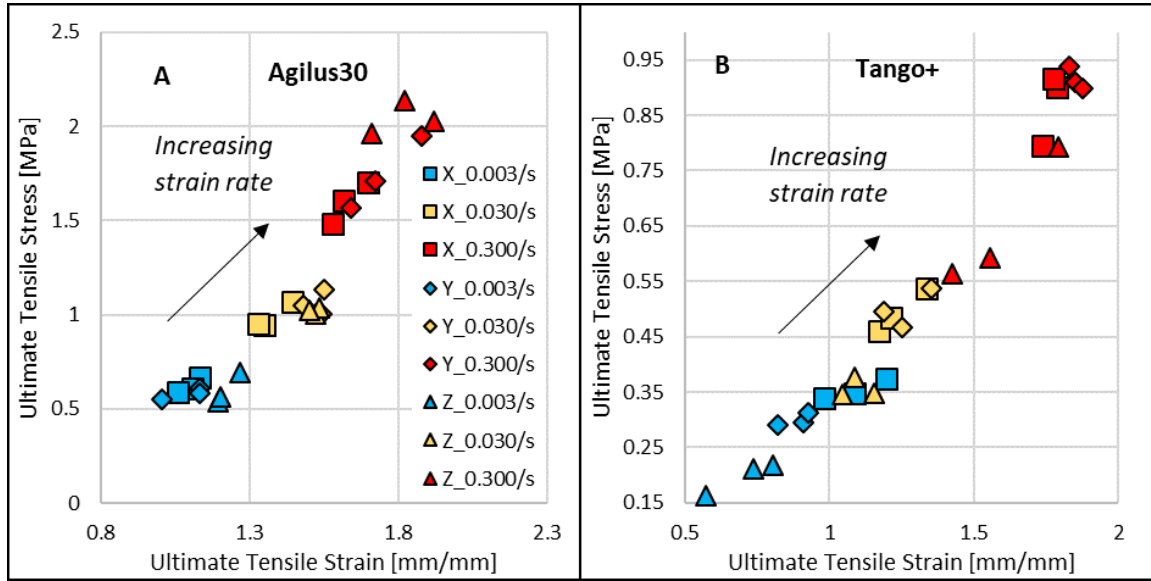 A
Agilus30
Increasing
strain rate
2.5
2
1.5
1
0.5
0
0.8
1.3
1.8
2.3
Ultimate Tensile Stress [MPa]
Ultimate Tensile Strain [mm/mm]
X_0.003/s
X_0.030/s
X_0.300/s
Y_0.003/s
Y_0.030/s
Y_0.300/s
Z_0.003/s
Z_0.030/s
Z_0.300/s
B
Tango+
Increasing
strain rate
0.95
0.85
0.75
0.65
0.55
0.45
0.35
0.25
0.15
0.5
1
1.5
2
Ultimate Tensile Stress [MPa]
Ultimate Tensile Strain [mm/mm]